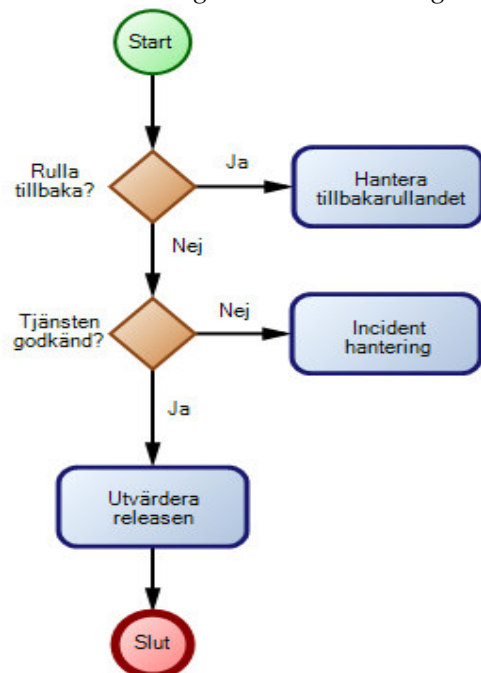 Start
Rulla
tillbaka?
Ja
Hantera
tillbakarullandet
Nej
Tjänsten
godkänd?
Nej
Incident
hantering
Ja
Utvärdera
releasen
Slut